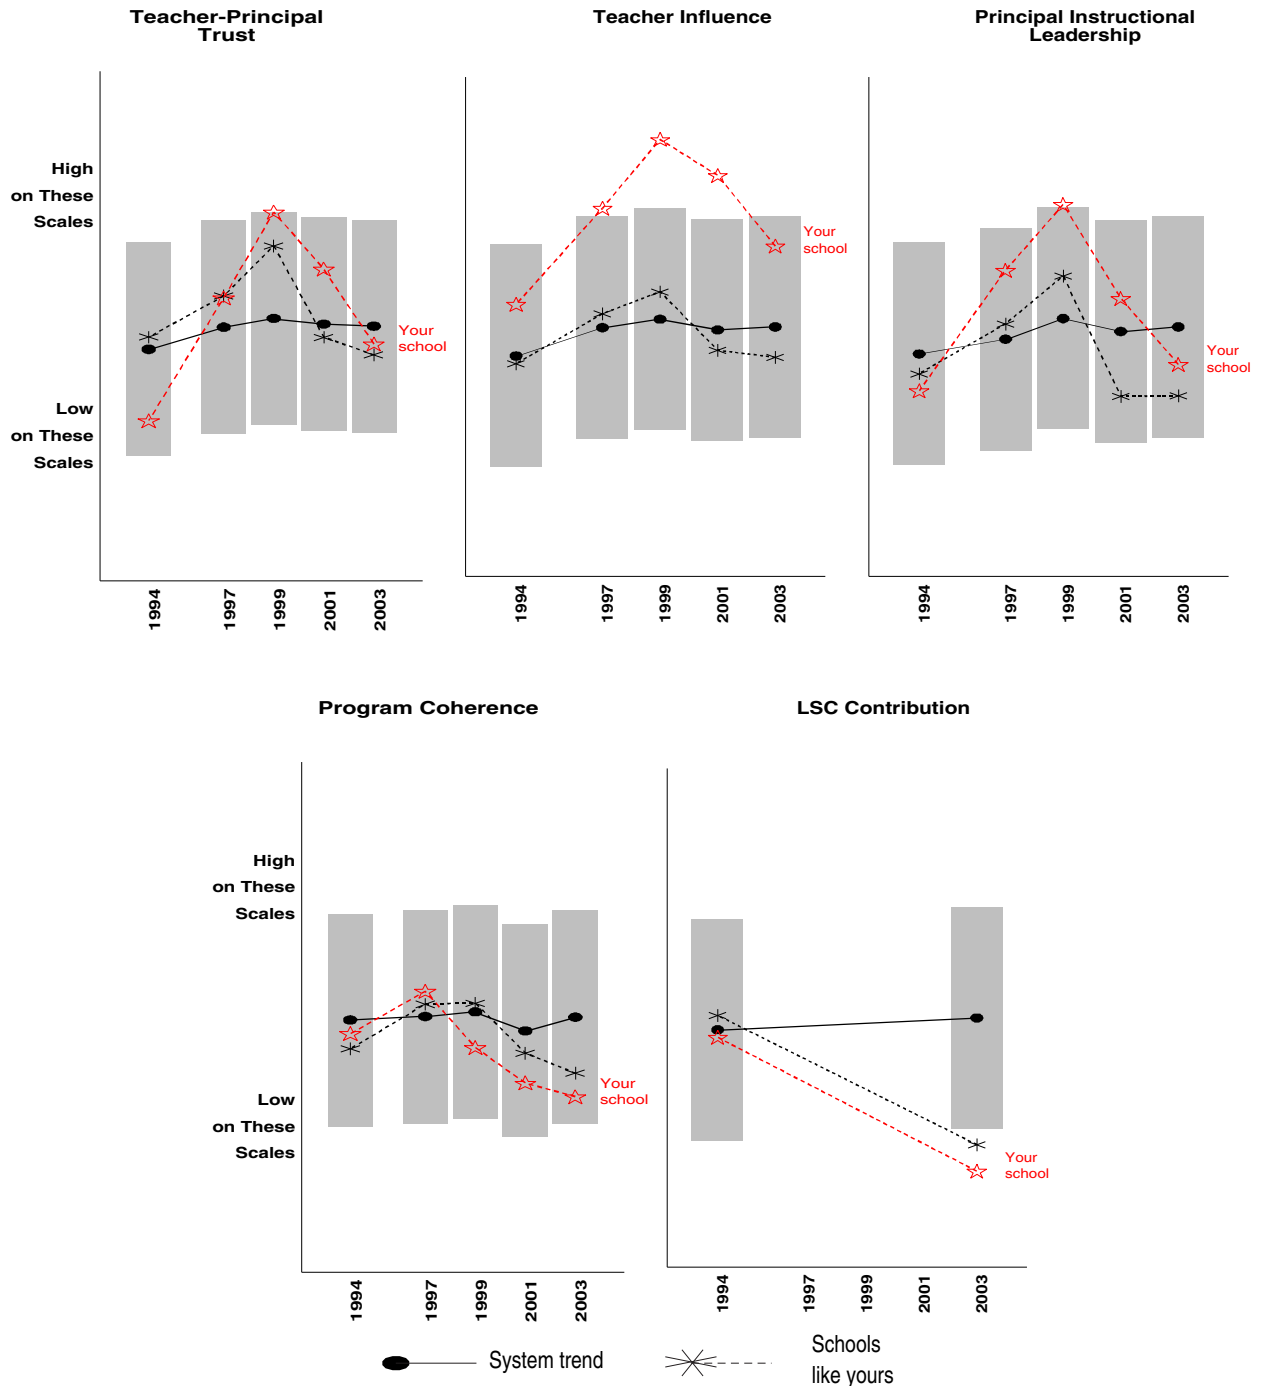 Teacher-Principal
Trust
Teacher Influence
Principal Instructional
Leadership
High
on These
Scales
Low
on These
Scales
Your
school
Your
school
Your
school
1994
1997
1999
2001
2003
1994
1997
1999
2001
2003
1994
1997
1999
2001
2003
Program Coherence
LSC Contribution
High
on These
Scales
Low
on These
Scales
Your
school
Your
school
1994
1997
1999
2001
2003
1994
1997
1999
2001
2003
System trend
Schools
like yours